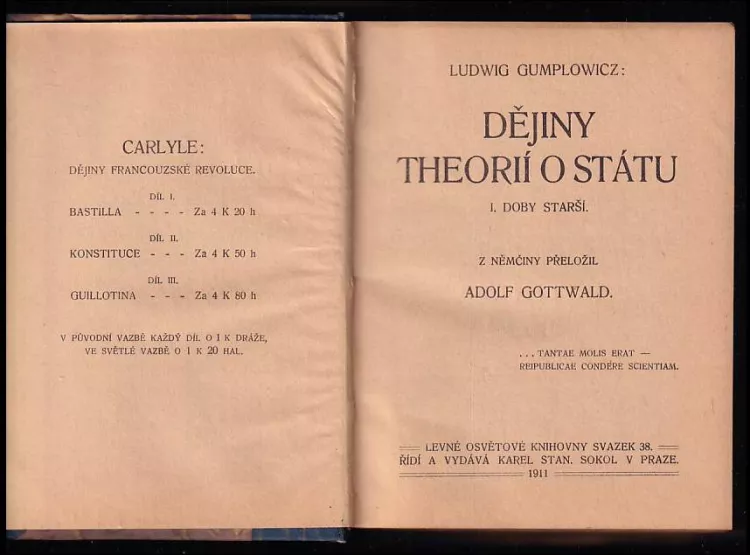 CARLYLE:
DĚJINY FRANCOUZSKÉ REVOLUCE.
DÍL I.
BASTILLA - - - - Za 4 K 20 h
DÍL II.
KONSTITUCE - - - Za 4 K 50 h
DÍL III.
GUILLOTINA - - - Za 4 K 80 h
V PŮVODNÍ VAZBĚ KAŽDÝ DÍL O 1 K DRÁŽE,
VE SVĚTLÉ VAZBĚ O 1 K 20 HAL.
LUDWIG GUMPLOWICZ:
DĚJINY
THEORIÍ O STÁTU
I. DOBY STARŠÍ.
Z NĚMČINY PŘELOŽIL
ADOLF GOTTWALD.
... TANTAE MOLIS ERAT —
REIPUBLICAE CONDÉRE SCIENTIAM.
LEVNÉ OSVĚTOVÉ KNIHOVNY SVAZEK 38.
ŘÍDÍ A VYDÁVÁ KAREL STAN. SOKOL V PRAZE.
1911